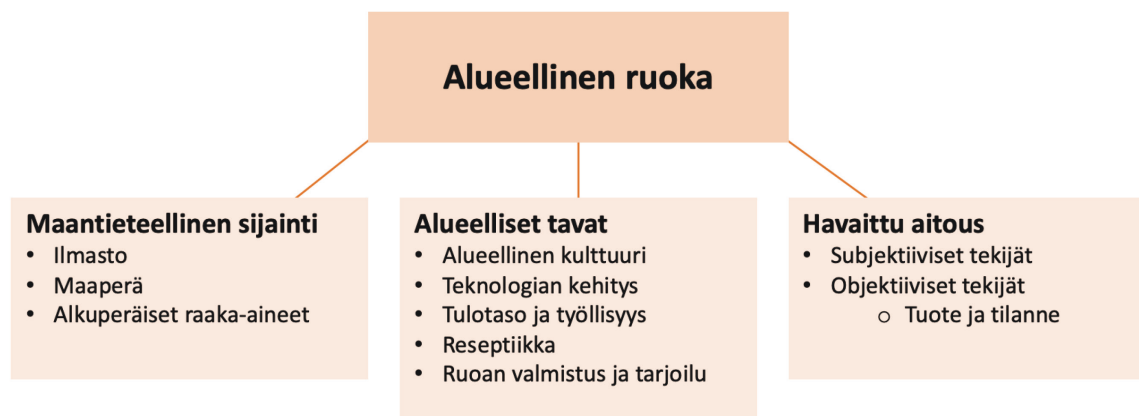 Alueellinen ruoka
Maantieteellinen sijainti
• Ilmasto
• Maaperä
• Alkuperäiset raaka-aineet
Alueelliset tavat
• Alueellinen kulttuuri
• Teknologian kehitys
• Tulotaso ja työllisyys
• Reseptiikka
• Ruoan valmistus ja tarjoilu
Havaittu aitous
• Subjektiiviset tekijät
• Objektiiviset tekijät
o Tuote ja tilanne